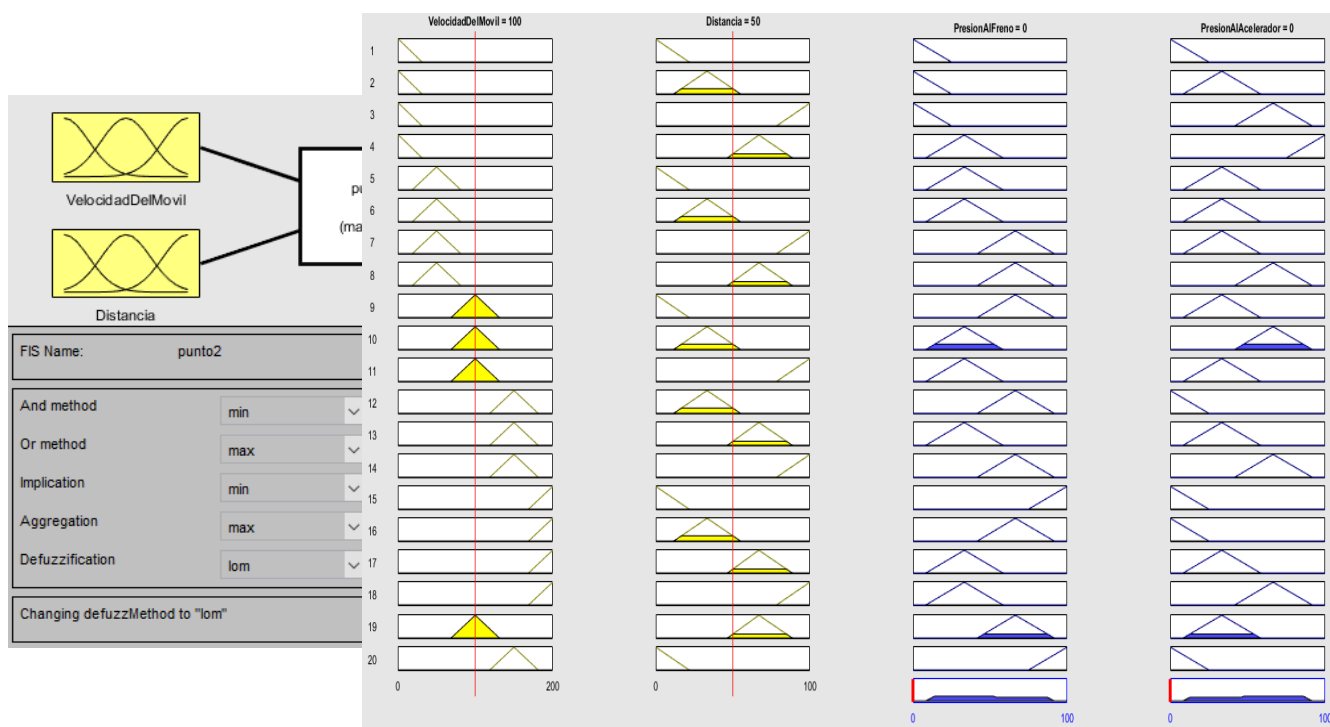 VelocidadDelMovil
Distancia
pu
(ma
FIS Name: punto2
And method min
Or method max
Implication min
Aggregation max
Defuzzification lom
Changing defuzzMethod to "lom"
VelocidadDelMovil = 100
Distancia = 50
PresionAlFreno = 0
PresionAlAcelerador = 0
1
2
3
4
5
6
7
8
9
10
11
12
13
14
15
16
17
18
19
20
0 200
0 100
0 100
0 100